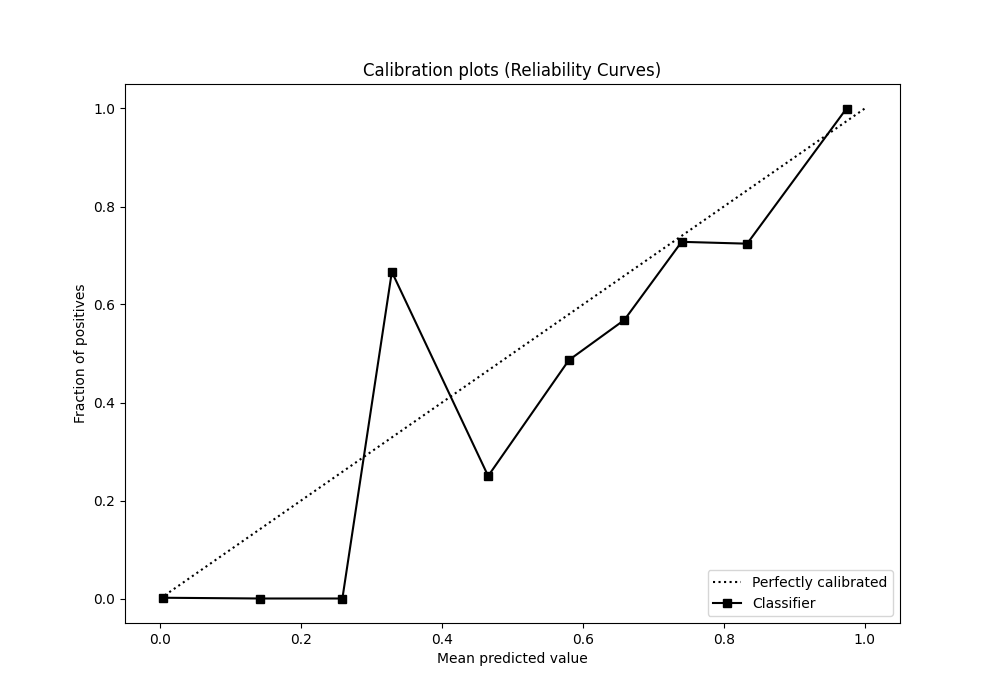 Calibration plots (Reliability Curves)
1.0
0.8
0.6
0.4
0.2
0.0
Fraction of positives
0.0 0.2 0.4 0.6 0.8 1.0
Mean predicted value
Perfectly calibrated
Classifier